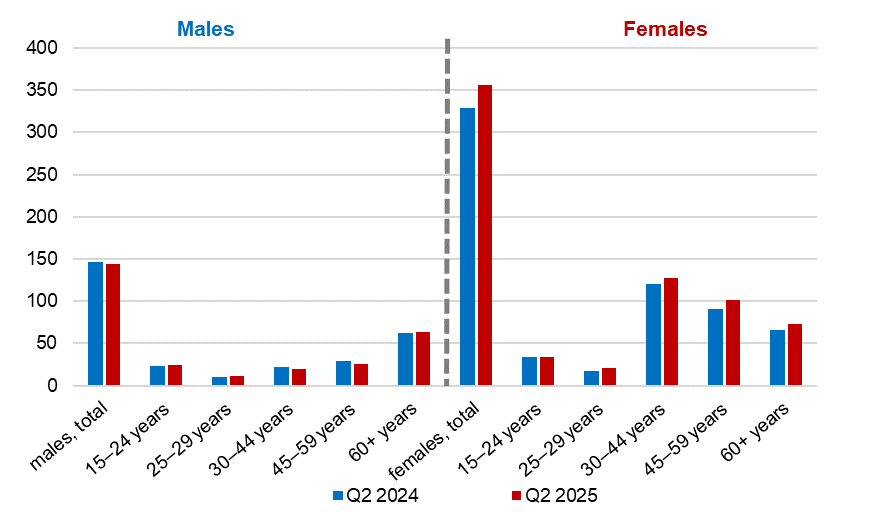 Males Females
400
350
300
250
200
150
100
50
0
males, total
15–24 years
25–29 years
30–44 years
45–59 years
60+ years
females, total
15–24 years
25–29 years
30–44 years
45–59 years
60+ years
Q2 2024 Q2 2025